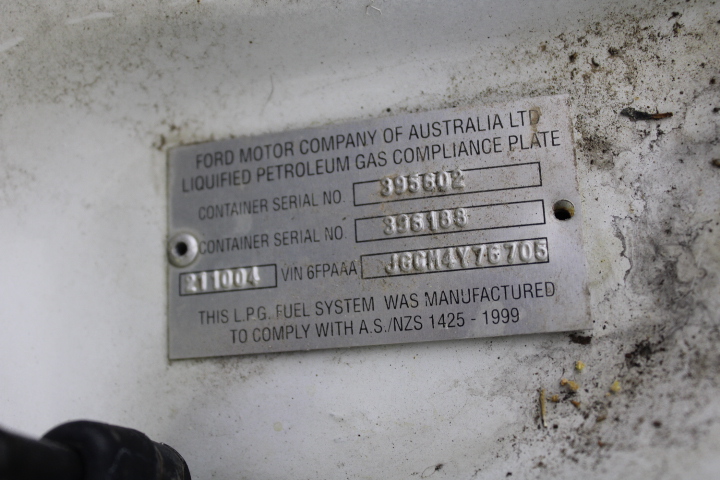 FORD MOTOR COMPANY OF AUSTRALIA LTD
LIQUIFIED PETROLEUM GAS COMPLIANCE PLATE
CONTAINER SERIAL NO. 395602
CONTAINER SERIAL NO. 396188
211004 VIN 6FPAAA JGCM4Y76705
THIS L.P.G. FUEL SYSTEM WAS MANUFACTURED
TO COMPLY WITH A.S./NZS 1425 - 1999